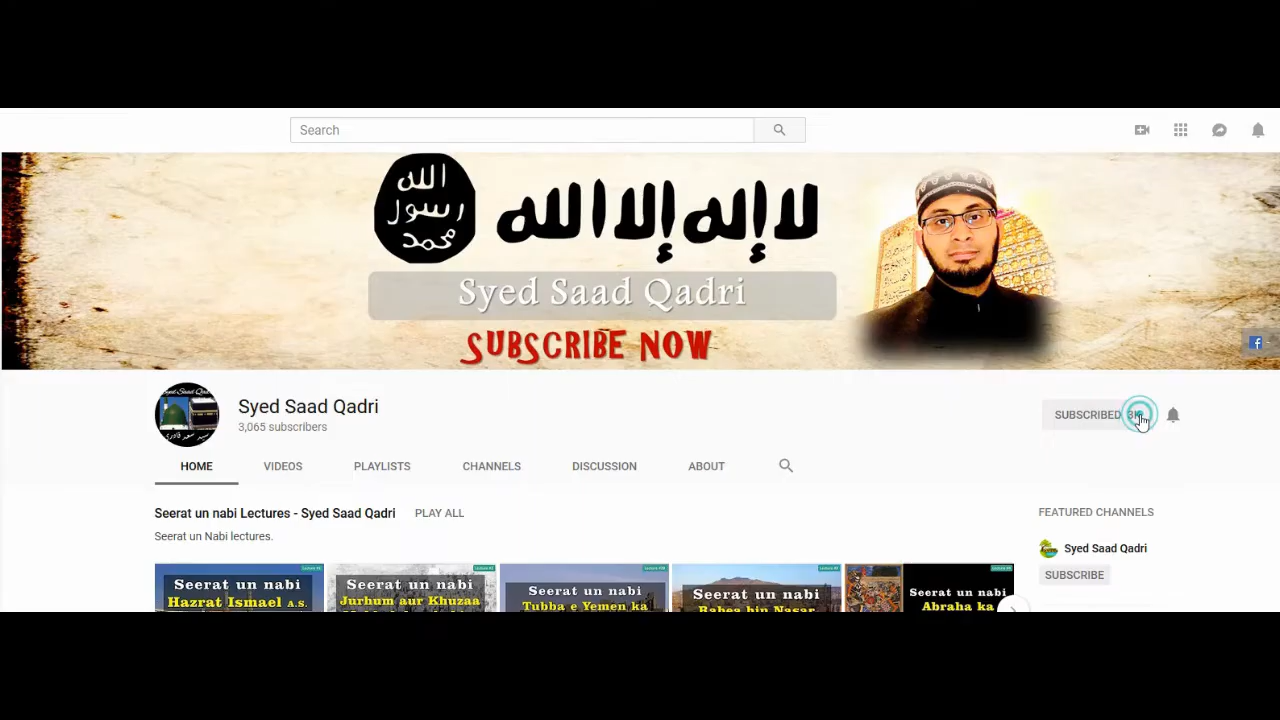 Search
الله
رسول
محمد
لا إله إلا الله
Syed Saad Qadri
SUBSCRIBE NOW
Syed Saad Qadri
3,065 subscribers
SUBSCRIBED
HOME VIDEOS PLAYLISTS CHANNELS DISCUSSION ABOUT
Seerat un nabi Lectures - Syed Saad Qadri PLAY ALL
Seerat un Nabi lectures.
FEATURED CHANNELS
Syed Saad Qadri
SUBSCRIBE
Seerat un nabi
Hazrat Ismael A.S.
Seerat un nabi
Jurhum aur Khuzaa
Seerat un nabi
Tubba e Yemen ka
Seerat un nabi
Rabea bin Nasar
Seerat un nabi
Abraha ka